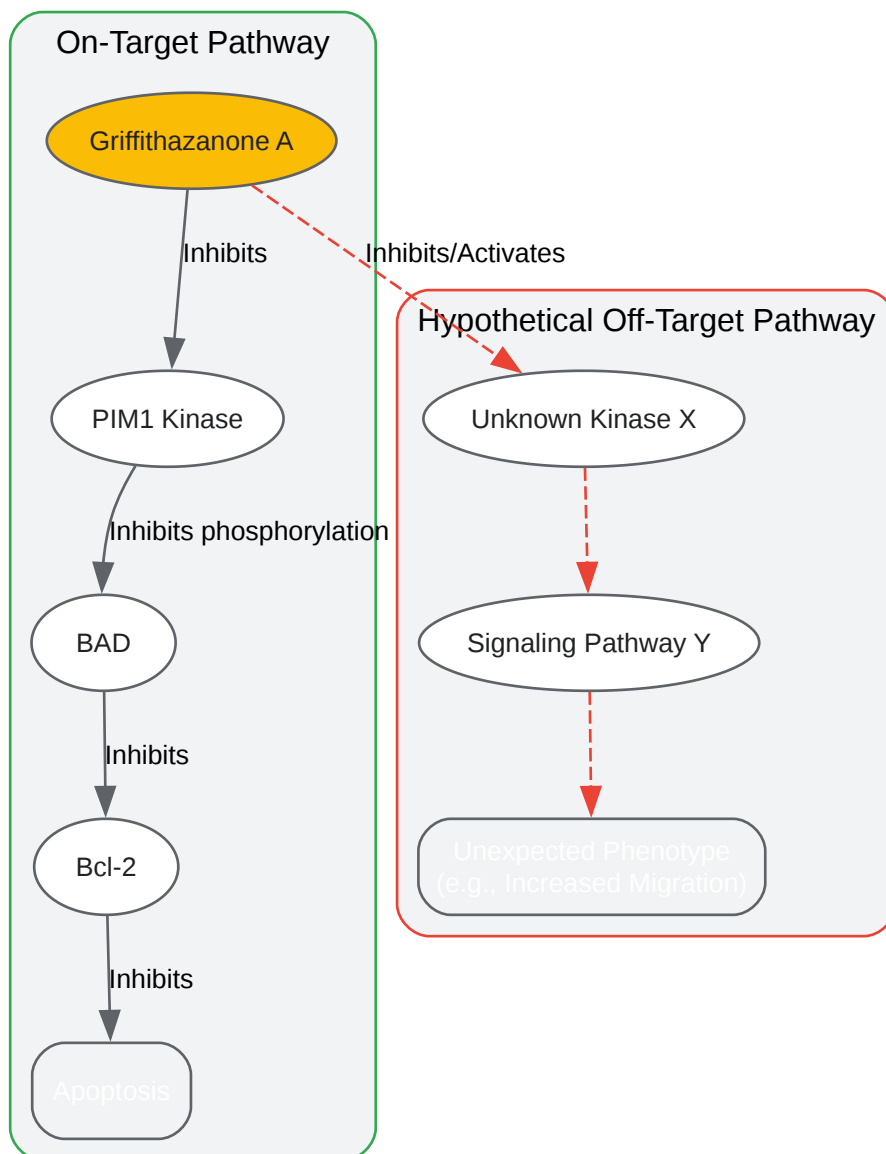 On-Target Pathway
Griffithazanone A
Inhibits
Inhibits/Activates
Hypothetical Off-Target Pathway
PIM1 Kinase
Unknown Kinase X
Inhibits phosphorylation
BAD
Signaling Pathway Y
Inhibits
Bcl-2
Unexpected Phenotype
(e.g., Increased Migration)
Inhibits
Apoptosis